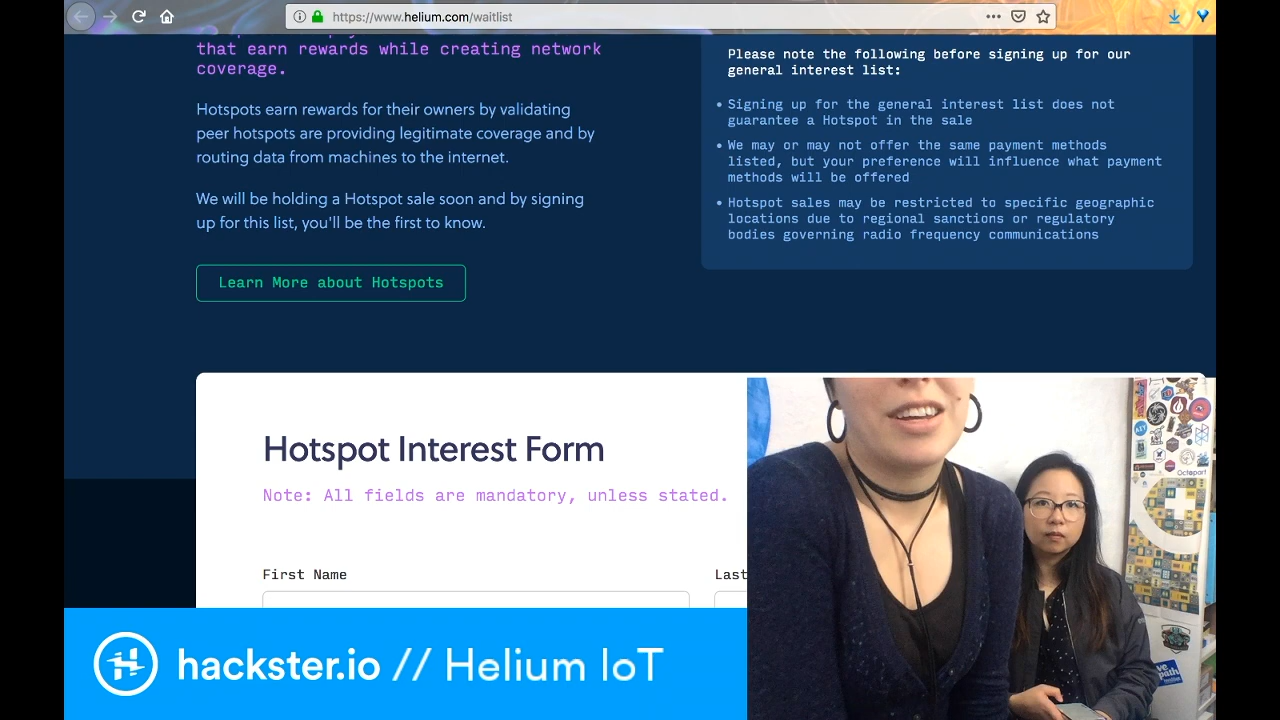 https://www.helium.com/waitlist
that earn rewards while creating network
coverage.
Hotspots earn rewards for their owners by validating
peer hotspots are providing legitimate coverage and by
routing data from machines to the internet.
We will be holding a Hotspot sale soon and by signing
up for this list, you'll be the first to know.
Learn More about Hotspots
Please note the following before signing up for our
general interest list:
• Signing up for the general interest list does not
guarantee a Hotspot in the sale
• We may or may not offer the same payment methods
listed, but your preference will influence what payment
methods will be offered
• Hotspot sales may be restricted to specific geographic
locations due to regional sanctions or regulatory
bodies governing radio frequency communications
Hotspot Interest Form
Note: All fields are mandatory, unless stated.
First Name
Last
hackster.io // Helium IoT
Octopart